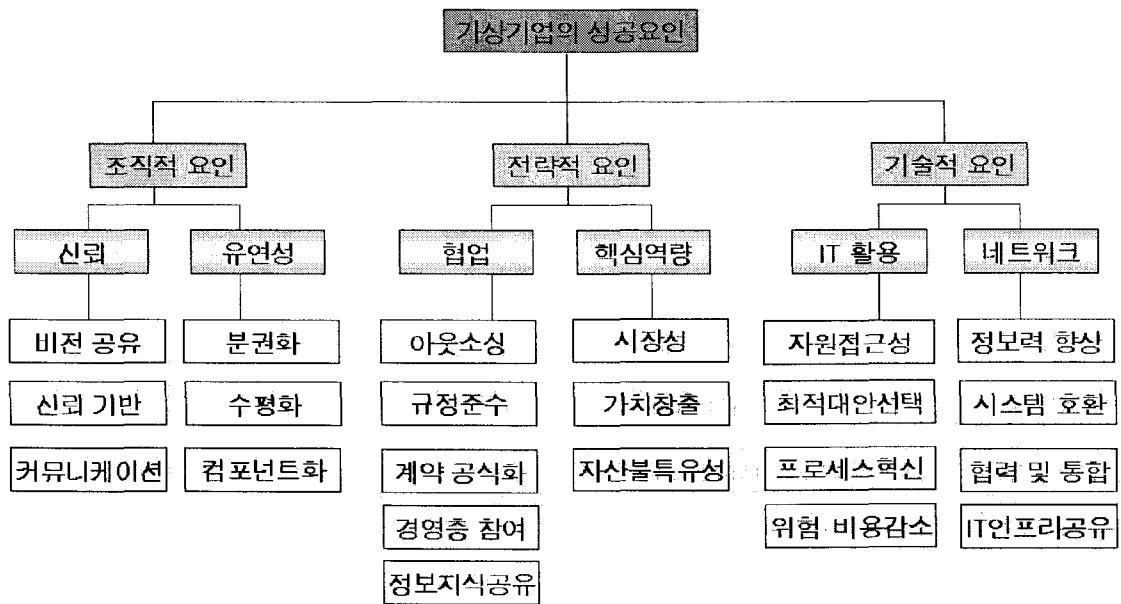 가상기업의 성공요인
조직적 요인
전략적 요인
기술적 요인
신뢰
유연성
협업
핵심역량
IT 활용
네트워크
비전 공유
분권화
아웃소싱
시장성
자원접근성
정보력 향상
신뢰 기반
수평화
규정준수
가치창출
최적대안선택
시스템 호환
커뮤니케이션
컴포넌트화
계약 공식화
자산불특유성
프로세스혁신
협력 및 통합
경영층 참여
위험 비용감소
IT인프라공유
정보지식공유